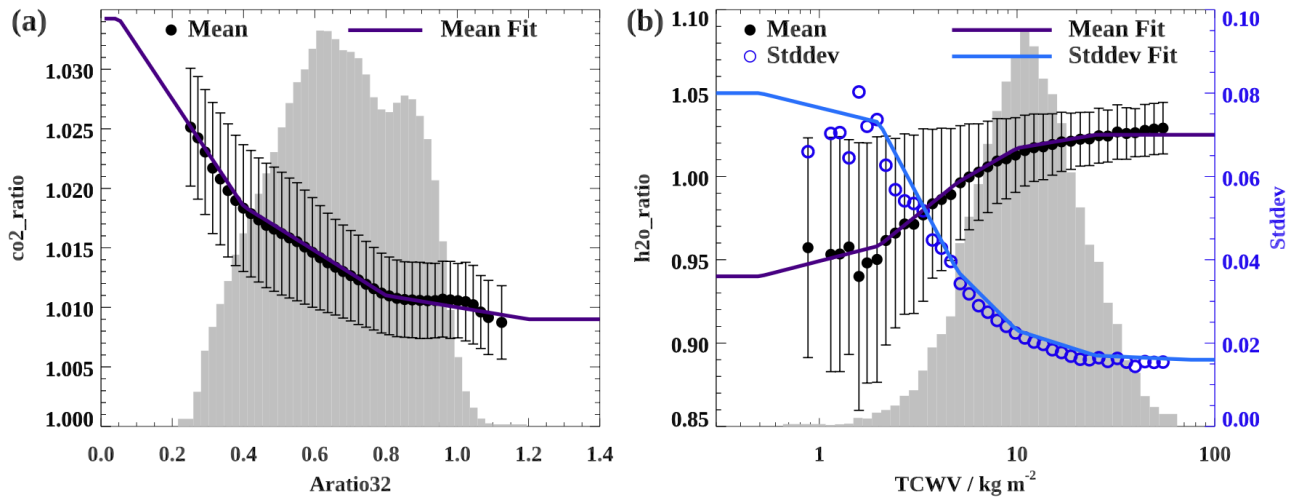 (a)
Mean
Mean Fit
co2_ratio
1.030
1.025
1.020
1.015
1.010
1.005
1.000
0.0 0.2 0.4 0.6 0.8 1.0 1.2 1.4
Aratio32
(b)
Mean
Mean Fit
Stddev
Stddev Fit
h2o_ratio
1.10
1.05
1.00
0.95
0.90
0.85
1 10 100
TCWV / kg m⁻²
0.10
0.08
0.06
0.04
0.02
0.00
Stddev